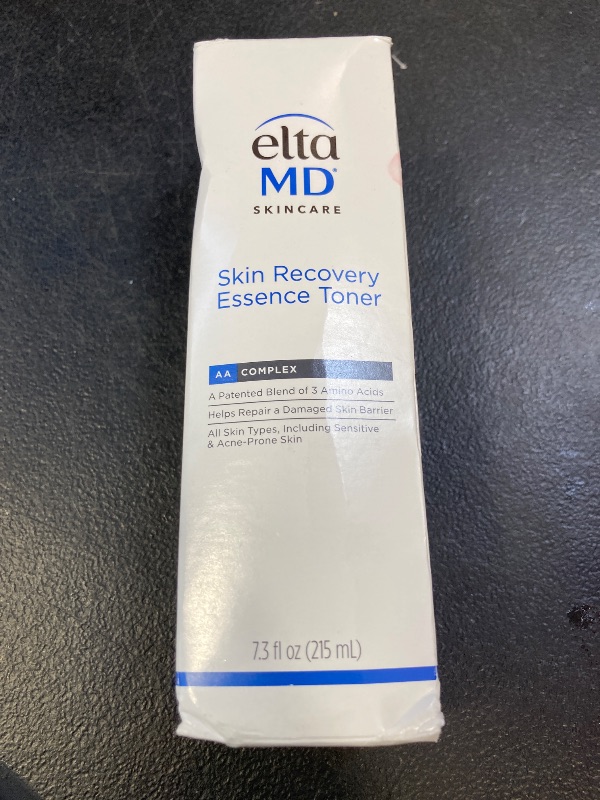 elta
MD®
SKINCARE
Skin Recovery
Essence Toner
AA COMPLEX
A Patented Blend of 3 Amino Acids
Helps Repair a Damaged Skin Barrier
All Skin Types, Including Sensitive
& Acne-Prone Skin
7.3 fl oz (215 mL)